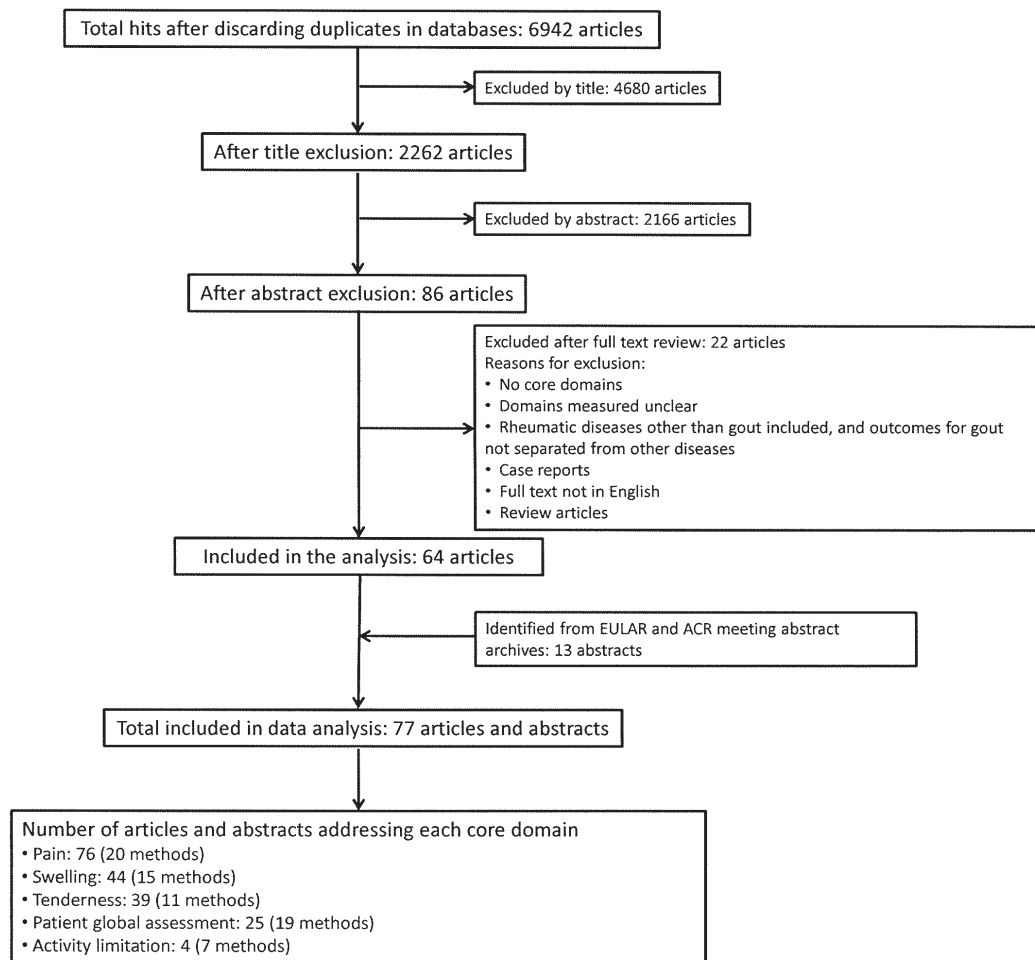 Total hits after discarding duplicates in databases: 6942 articles
Excluded by title: 4680 articles
After title exclusion: 2262 articles
Excluded by abstract: 2166 articles
After abstract exclusion: 86 articles
Excluded after full text review: 22 articles
Reasons for exclusion:
• No core domains
• Domains measured unclear
• Rheumatic diseases other than gout included, and outcomes for gout
not separated from other diseases
• Case reports
• Full text not in English
• Review articles
Included in the analysis: 64 articles
Identified from EULAR and ACR meeting abstract
archives: 13 abstracts
Total included in data analysis: 77 articles and abstracts
Number of articles and abstracts addressing each core domain
• Pain: 76 (20 methods)
• Swelling: 44 (15 methods)
• Tenderness: 39 (11 methods)
• Patient global assessment: 25 (19 methods)
• Activity limitation: 4 (7 methods)